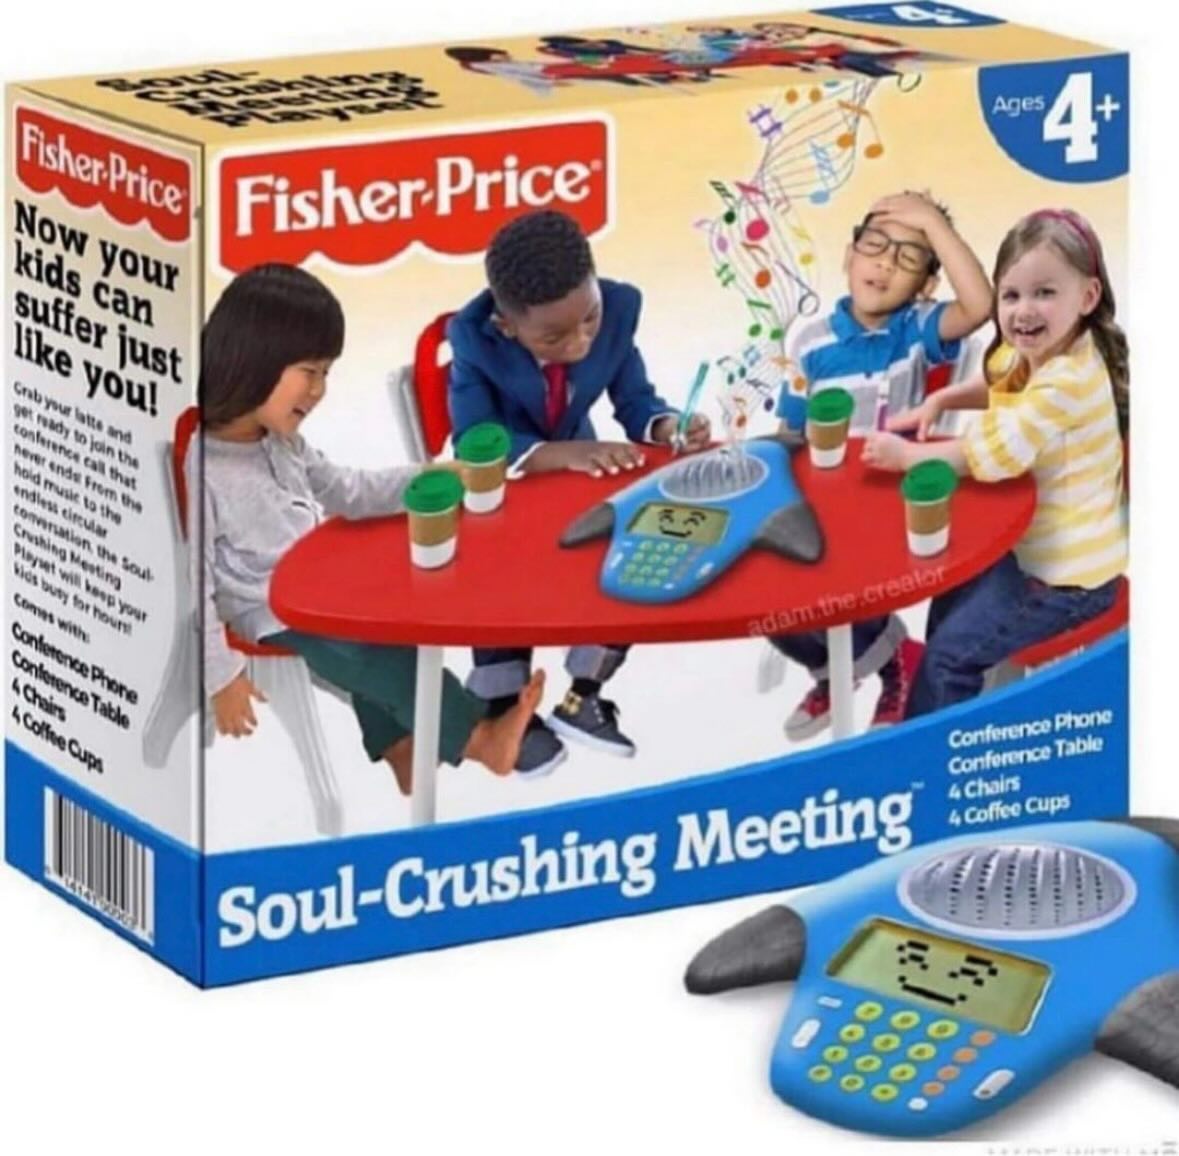 Soul-
Crushing
Meeting
Playset
4+
Fisher-Price
Now your
kids can
suffer just
like you!
Grab your latte and
get ready to join the
conference call that
never ends! From the
hold music to the
endless circular
conversation, the Soul-
Crushing Meeting
Playset will keep your
kids busy for hours!
Comes with:
Conference Phone
Conference Table
4 Chairs
4 Coffee Cups
Fisher-Price®
Ages 4+
adam.the.creator
Soul-Crushing Meeting™
Conference Phone
Conference Table
4 Chairs
4 Coffee Cups